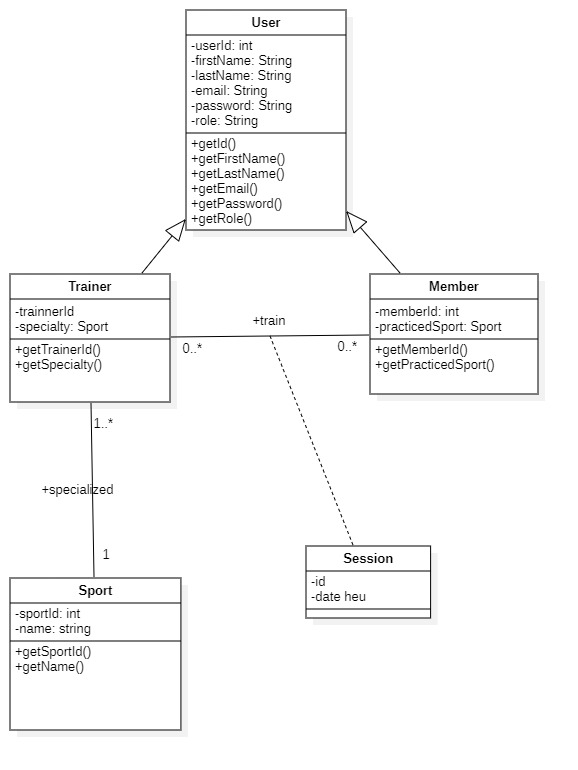 User
-userId: int
-firstName: String
-lastName: String
-email: String
-password: String
-role: String
+getId()
+getFirstName()
+getLastName()
+getEmail()
+getPassword()
+getRole()
Trainer
-trainnerId
-specialty: Sport
+getTrainerId()
+getSpecialty()
+train
0..*
0..*
Member
-memberId: int
-practicedSport: Sport
+getMemberId()
+getPracticedSport()
1..*
+specialized
1
Sport
-sportId: int
-name: string
+getSportId()
+getName()
Session
-id
-date heu